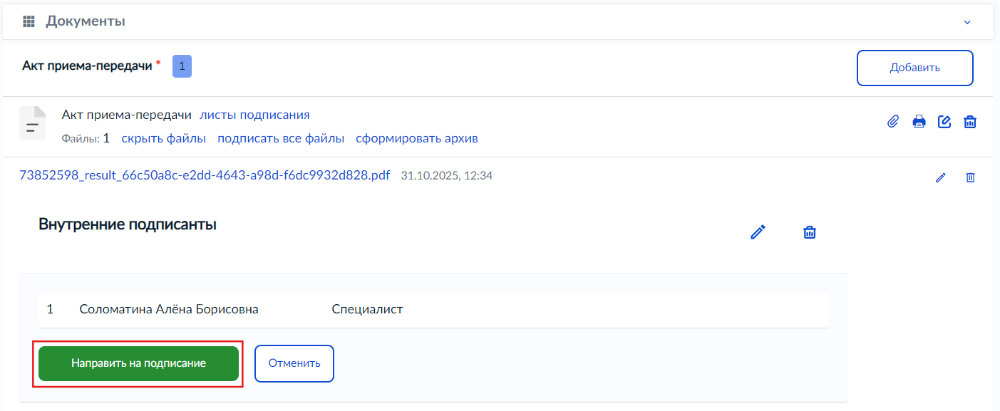 Документы
Акт приема-передачи * 1 Добавить
Акт приема-передачи листы подписания
Файлы: 1 скрыть файлы подписать все файлы сформировать архив
73852598_result_66c50a8c-e2dd-4643-a98d-f6dc9932d828.pdf 31.10.2025, 12:34
Внутренние подписанты
1 Соломатина Алёна Борисовна Специалист
Направить на подписание Отменить